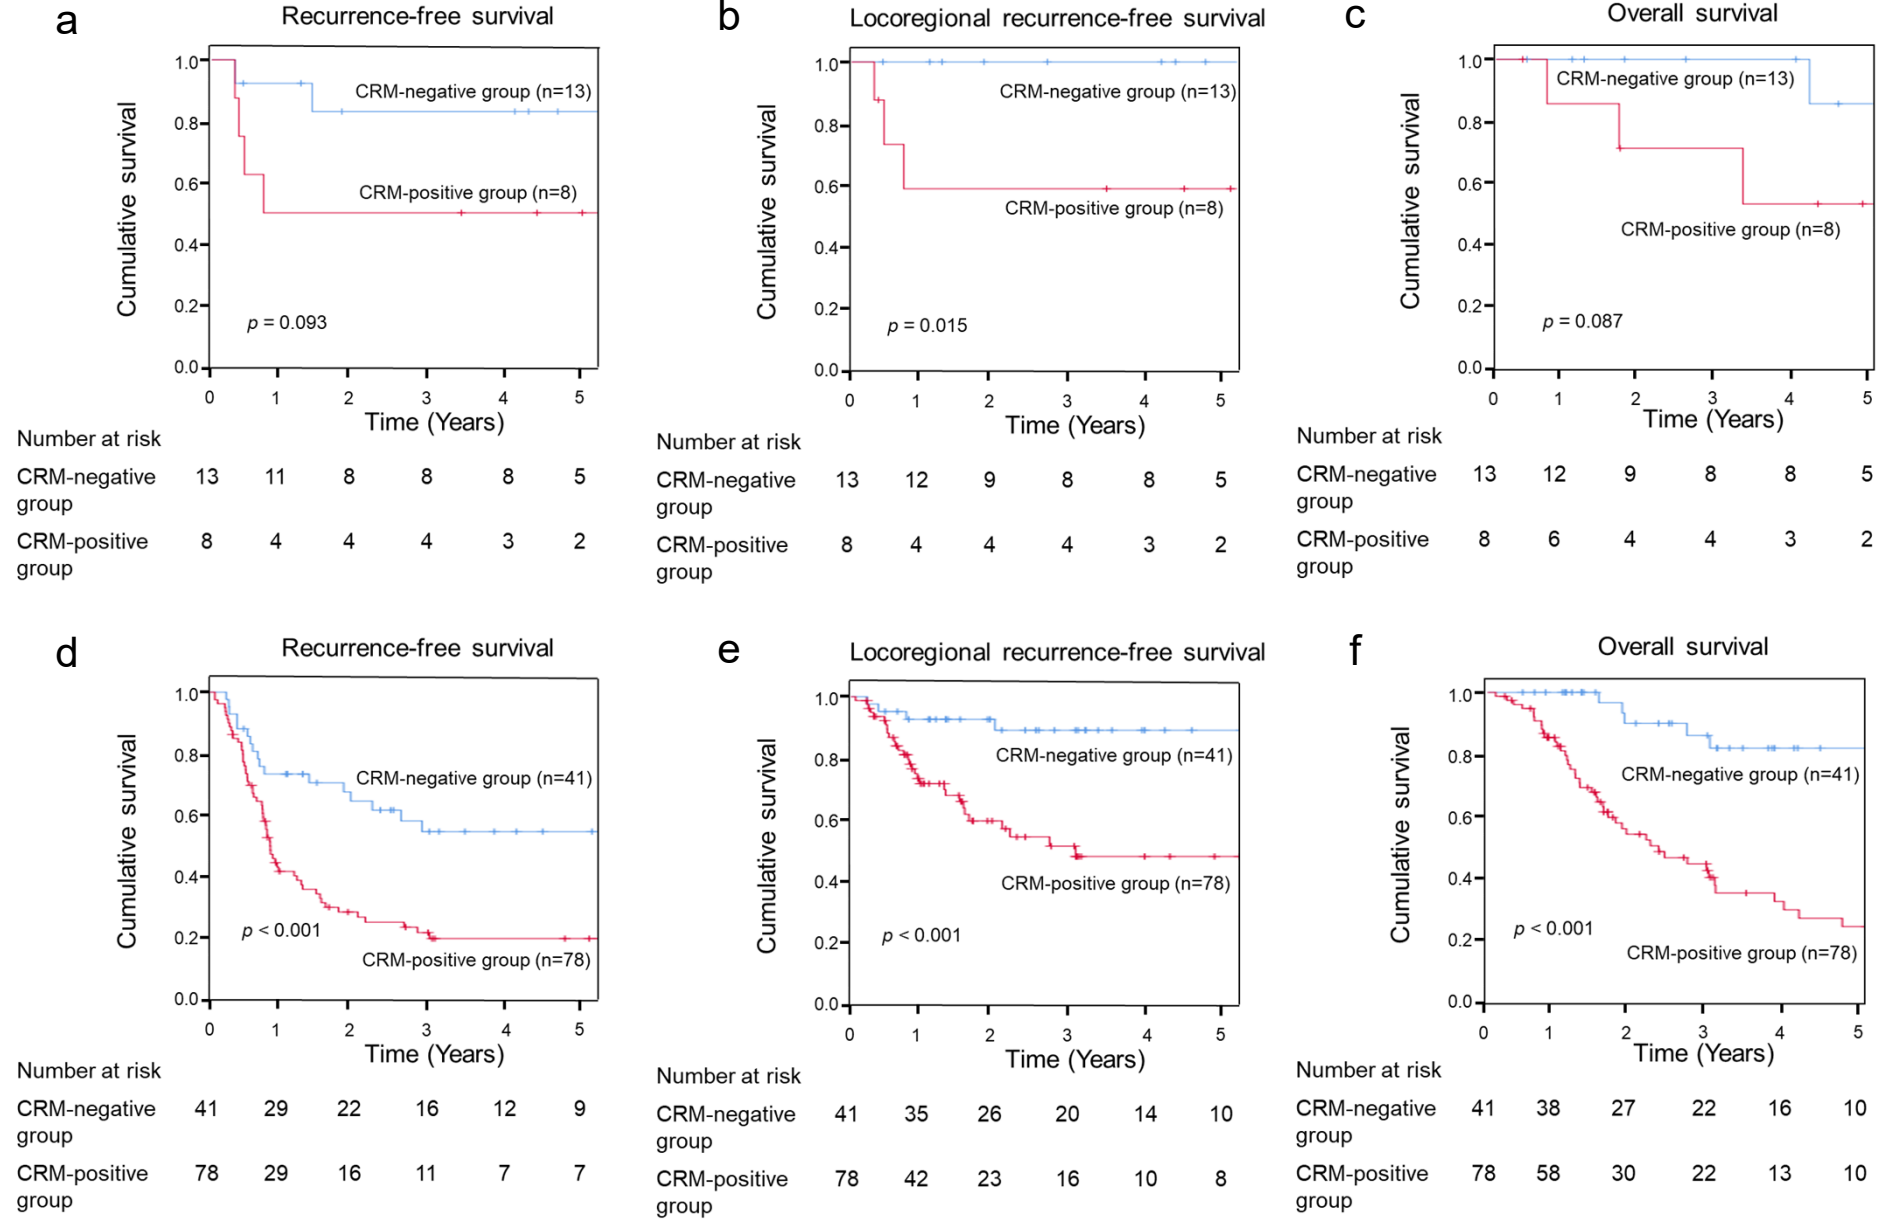 a
Recurrence-free survival
Cumulative survival
1.0
0.8
0.6
0.4
0.2
0.0
CRM-negative group (n=13)
CRM-positive group (n=8)
p = 0.093
0 1 2 3 4 5
Time (Years)
Number at risk
CRM-negative group 13 11 8 8 8 5
CRM-positive group 8 4 4 4 3 2
b
Locoregional recurrence-free survival
Cumulative survival
1.0
0.8
0.6
0.4
0.2
0.0
CRM-negative group (n=13)
CRM-positive group (n=8)
p = 0.015
0 1 2 3 4 5
Time (Years)
Number at risk
CRM-negative group 13 12 9 8 8 5
CRM-positive group 8 4 4 4 3 2
c
Overall survival
Cumulative survival
1.0
0.8
0.6
0.4
0.2
0.0
CRM-negative group (n=13)
CRM-positive group (n=8)
p = 0.087
0 1 2 3 4 5
Time (Years)
Number at risk
CRM-negative group 13 12 9 8 8 5
CRM-positive group 8 6 4 4 3 2
d
Recurrence-free survival
Cumulative survival
1.0
0.8
0.6
0.4
0.2
0.0
CRM-negative group (n=41)
p < 0.001
CRM-positive group (n=78)
0 1 2 3 4 5
Time (Years)
Number at risk
CRM-negative group 41 29 22 16 12 9
CRM-positive group 78 29 16 11 7 7
e
Locoregional recurrence-free survival
Cumulative survival
1.0
0.8
0.6
0.4
0.2
0.0
CRM-negative group (n=41)
CRM-positive group (n=78)
p < 0.001
0 1 2 3 4 5
Time (Years)
Number at risk
CRM-negative group 41 35 26 20 14 10
CRM-positive group 78 42 23 16 10 8
f
Overall survival
Cumulative survival
1.0
0.8
0.6
0.4
0.2
0.0
CRM-negative group (n=41)
p < 0.001
CRM-positive group (n=78)
0 1 2 3 4 5
Time (Years)
Number at risk
CRM-negative group 41 38 27 22 16 10
CRM-positive group 78 58 30 22 13 10